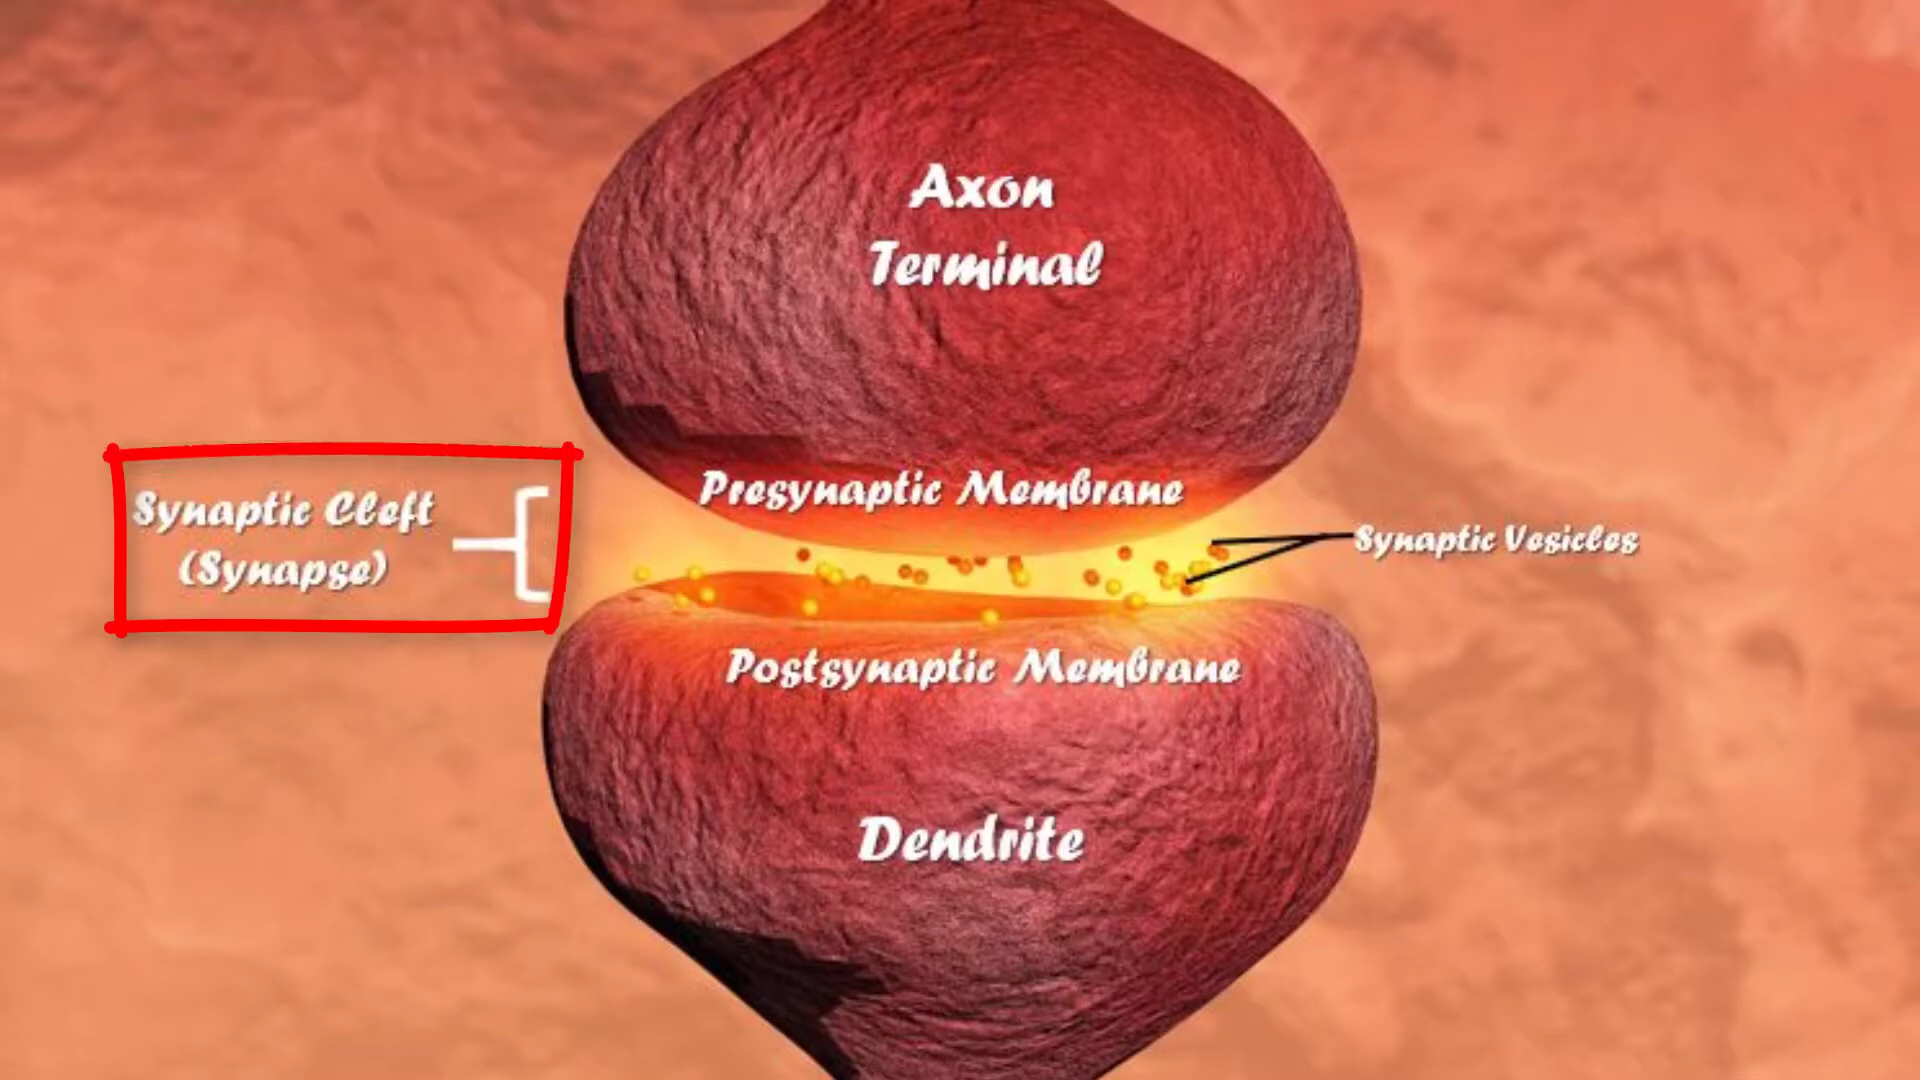 Axon
Terminal
Presynaptic Membrane
Synaptic Cleft
(Synapse)
Synaptic Vesicles
Postsynaptic Membrane
Dendrite